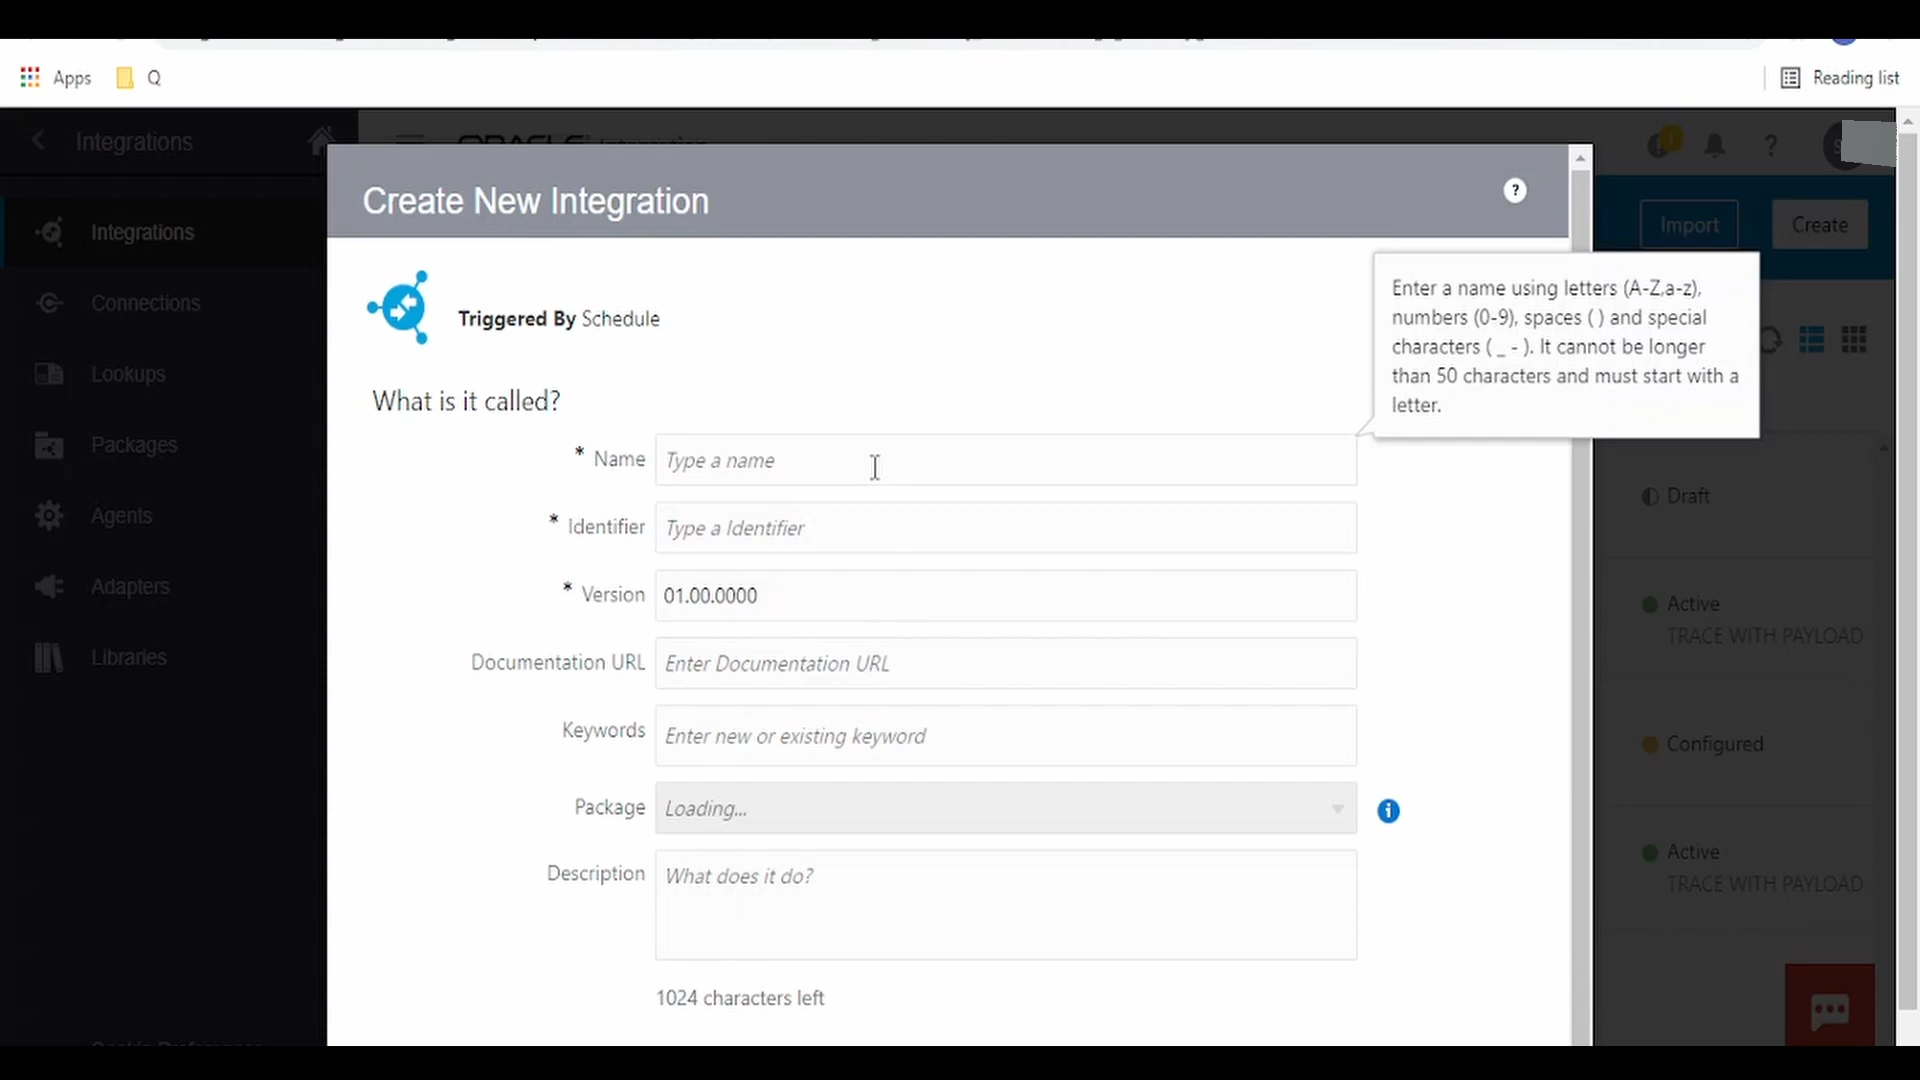 Apps
Q
Reading list
Integrations
ORACLE Integration
Create New Integration
?
?
Import
Create
Integrations
Connections
Lookups
Packages
Agents
Adapters
Libraries
Triggered By Schedule
Enter a name using letters (A-Z,a-z),
numbers (0-9), spaces ( ) and special
characters ( _ - ). It cannot be longer
than 50 characters and must start with a
letter.
What is it called?
* Name
Type a name
* Identifier
Type a Identifier
* Version
01.00.0000
Documentation URL
Enter Documentation URL
Keywords
Enter new or existing keyword
Package
Loading...
i
Description
What does it do?
1024 characters left
Draft
Active
TRACE WITH PAYLOAD
Configured
Active
TRACE WITH PAYLOAD